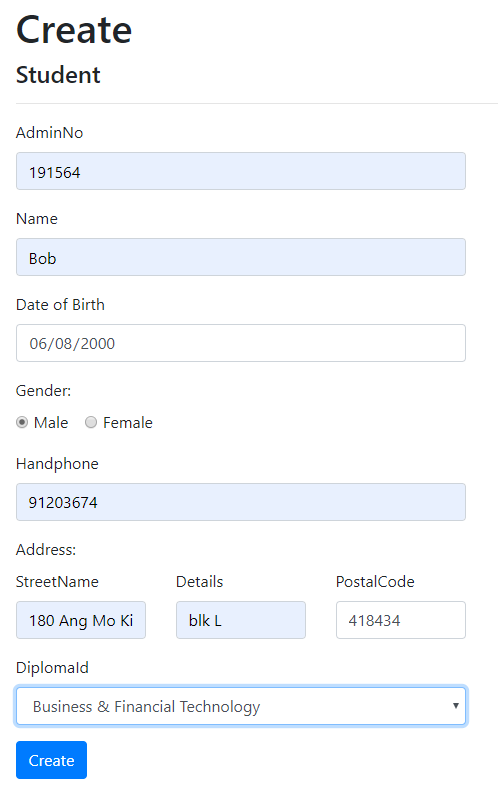 Create
Student
AdminNo
191564
Name
Bob
Date of Birth
06/08/2000
Gender:
Male Female
Handphone
91203674
Address:
StreetName Details PostalCode
180 Ang Mo Ki blk L 418434
DiplomaId
Business & Financial Technology
Create